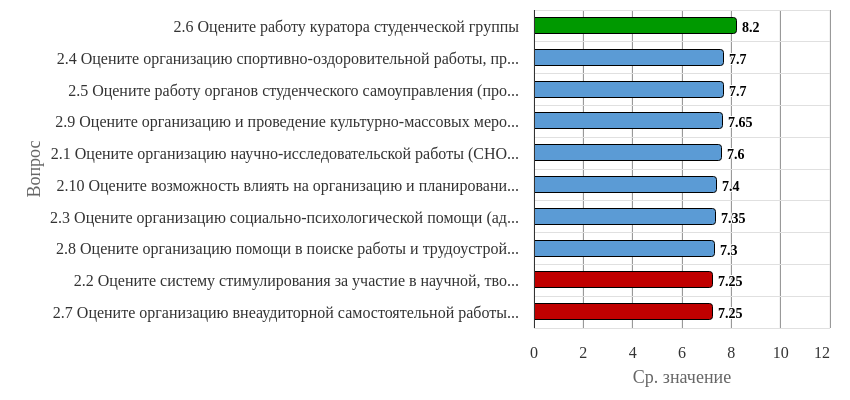 2.6 Оцените работу куратора студенческой группы 8.2
2.4 Оцените организацию спортивно-оздоровительной работы, пр... 7.7
2.5 Оцените работу органов студенческого самоуправления (про... 7.7
2.9 Оцените организацию и проведение культурно-массовых меро... 7.65
2.1 Оцените организацию научно-исследовательской работы (СНО... 7.6
2.10 Оцените возможность влиять на организацию и планировани... 7.4
2.3 Оцените организацию социально-психологической помощи (ад... 7.35
2.8 Оцените организацию помощи в поиске работы и трудоустрой... 7.3
2.2 Оцените систему стимулирования за участие в научной, тво... 7.25
2.7 Оцените организацию внеаудиторной самостоятельной работы... 7.25
Вопрос
0 2 4 6 8 10 12
Ср. значение